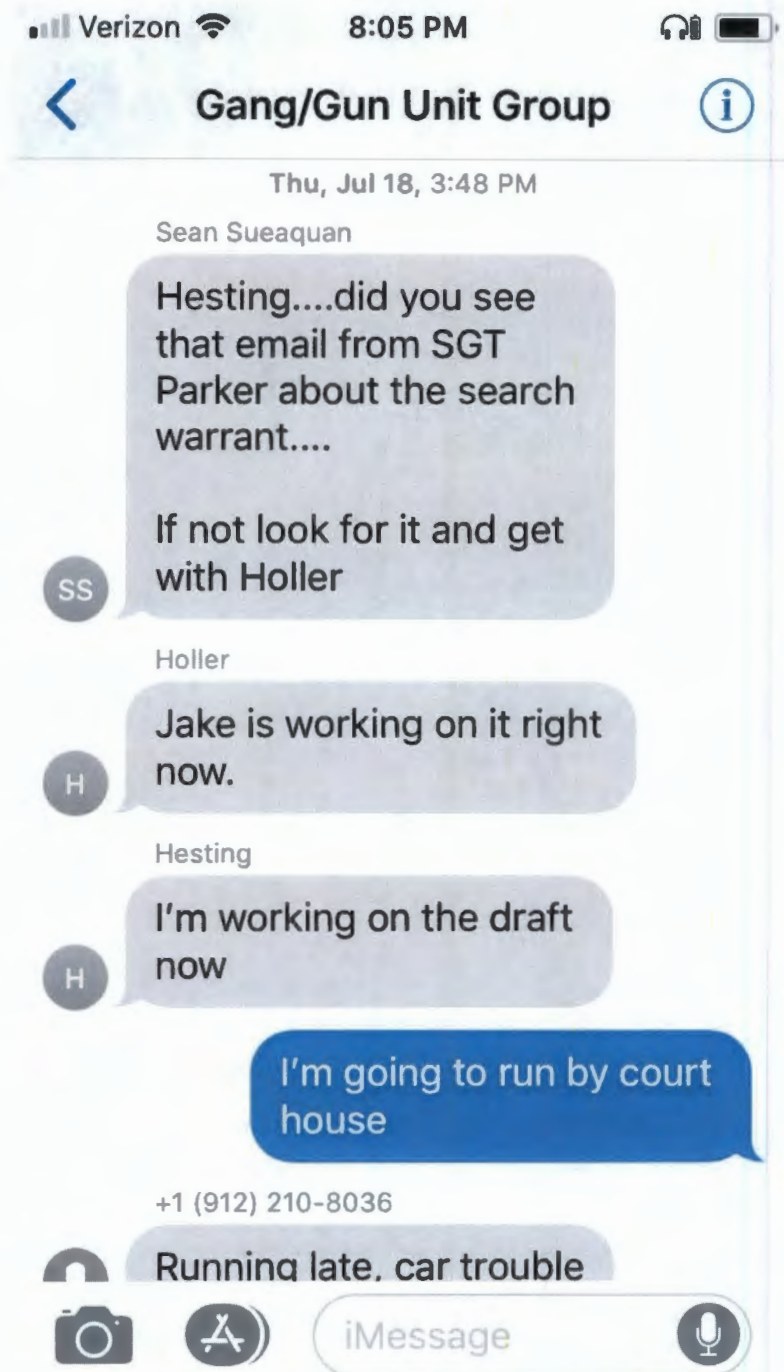 Verizon 8:05 PM
Gang/Gun Unit Group
Thu, Jul 18, 3:48 PM
Sean Sueaquan
Hesting....did you see
that email from SGT
Parker about the search
warrant....
If not look for it and get
with Holler
SS
Holler
Jake is working on it right
now.
H
Hesting
I'm working on the draft
now
H
I'm going to run by court
house
+1 (912) 210-8036
Running late, car trouble
iMessage